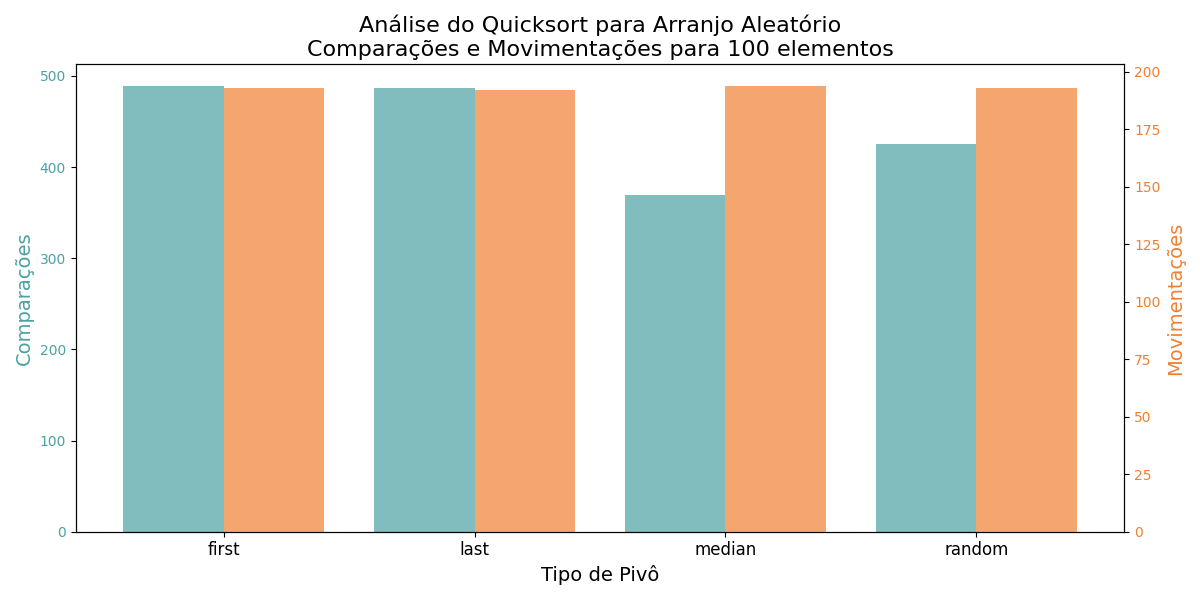 Análise do Quicksort para Arranjo Aleatório
Comparações e Movimentações para 100 elementos
Comparações
500
400
300
200
100
0
200
175
150
125
100
75
50
25
0
Movimentações
first
last
median
random
Tipo de Pivô